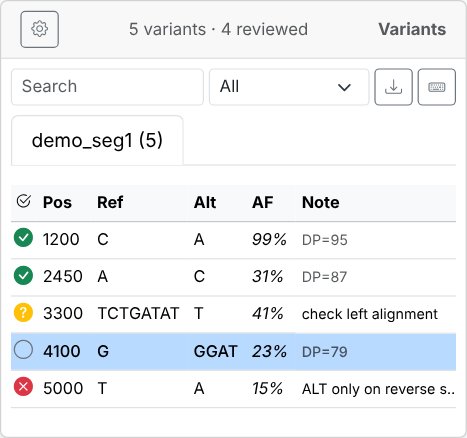 5 variants · 4 reviewed Variants
Search All
demo_seg1 (5)
Pos Ref Alt AF Note
1200 C A 99% DP=95
2450 A C 31% DP=87
? 3300 TCTGATAT T 41% check left alignment
4100 G GGAT 23% DP=79
5000 T A 15% ALT only on reverse s..